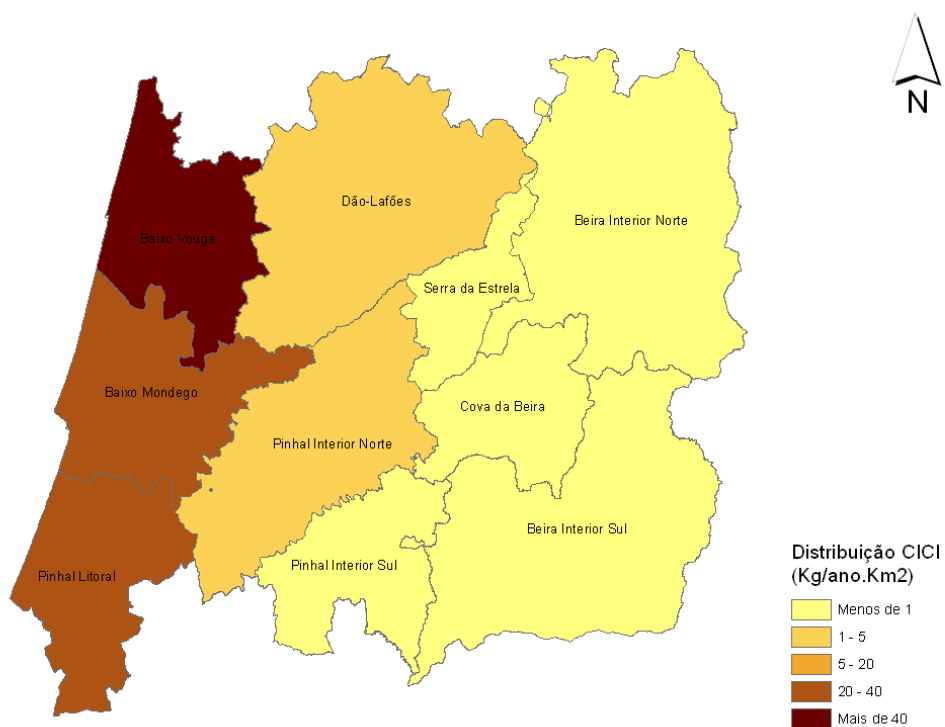 N
Dão-Lafões
Beira Interior Norte
Baixo Vouga
Serra da Estrela
Baixo Mondego
Cova da Beira
Pinhal Interior Norte
Beira Interior Sul
Pinhal Interior Sul
Pinhal Litoral
Distribuição CICI
(Kg/ano.Km2)
Menos de 1
1 - 5
5 - 20
20 - 40
Mais de 40